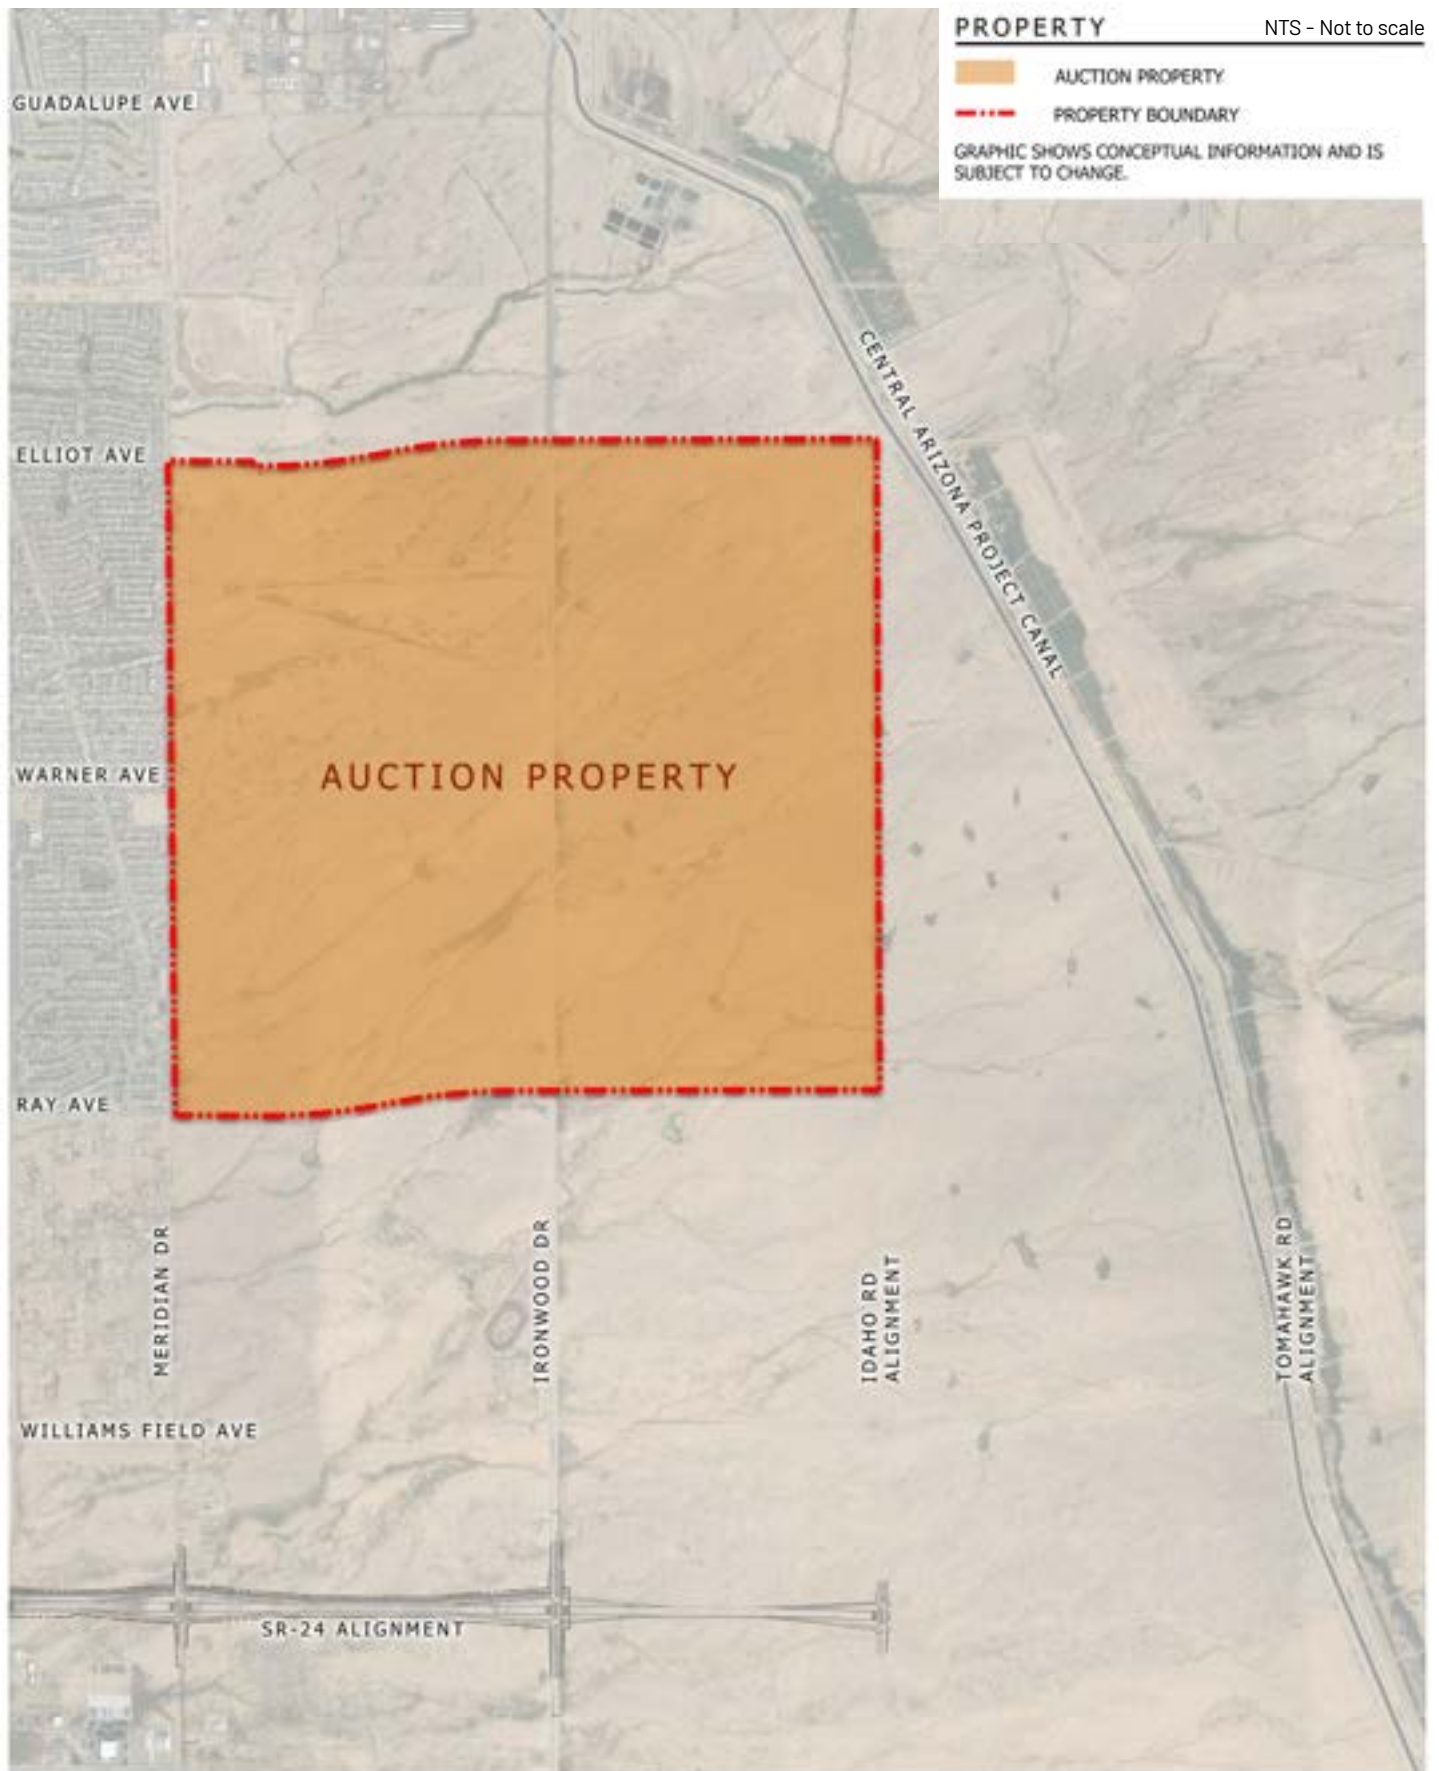 PROPERTY
NTS - Not to scale
AUCTION PROPERTY
PROPERTY BOUNDARY
GRAPHIC SHOWS CONCEPTUAL INFORMATION AND IS
SUBJECT TO CHANGE.
GUADALUPE AVE
CENTRAL ARIZONA PROJECT CANAL
ELLIOT AVE
WARNER AVE
AUCTION PROPERTY
RAY AVE
MERIDIAN DR
IRONWOOD DR
IDAHO RD
ALIGNMENT
TOMAHAWK RD
ALIGNMENT
WILLIAMS FIELD AVE
SR-24 ALIGNMENT